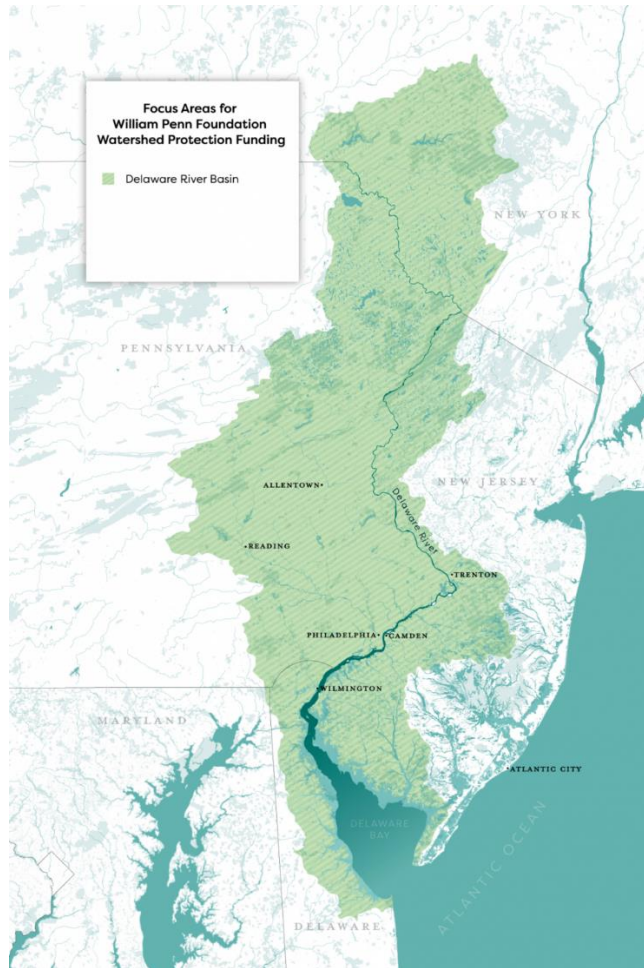 Focus Areas for
William Penn Foundation
Watershed Protection Funding
Delaware River Basin
NEW YORK
PENNSYLVANIA
ALLENTOWN
NEW JERSEY
Delaware River
READING
TRENTON
PHILADELPHIA
CAMDEN
WILMINGTON
MARYLAND
ATLANTIC CITY
DELAWARE
BAY
ATLANTIC OCEAN
DELAWARE